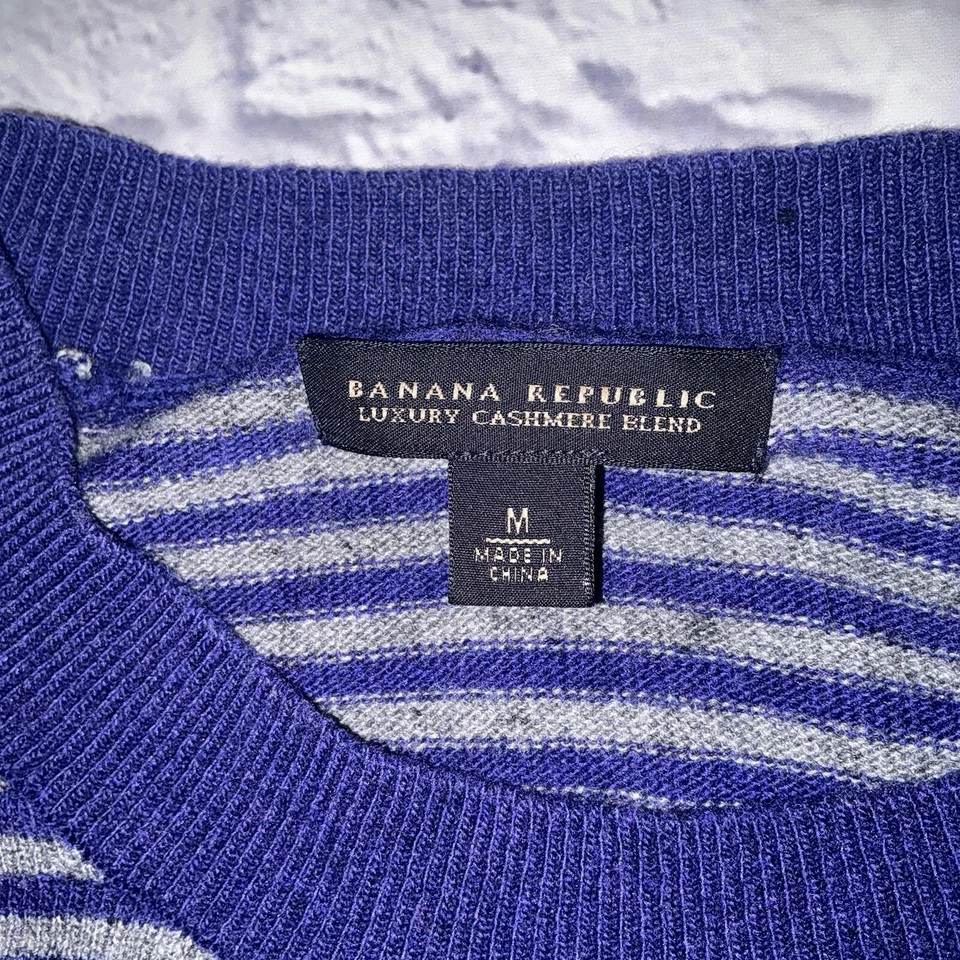 BANANA REPUBLIC
LUXURY CASHMERE BLEND
M
MADE IN
CHINA